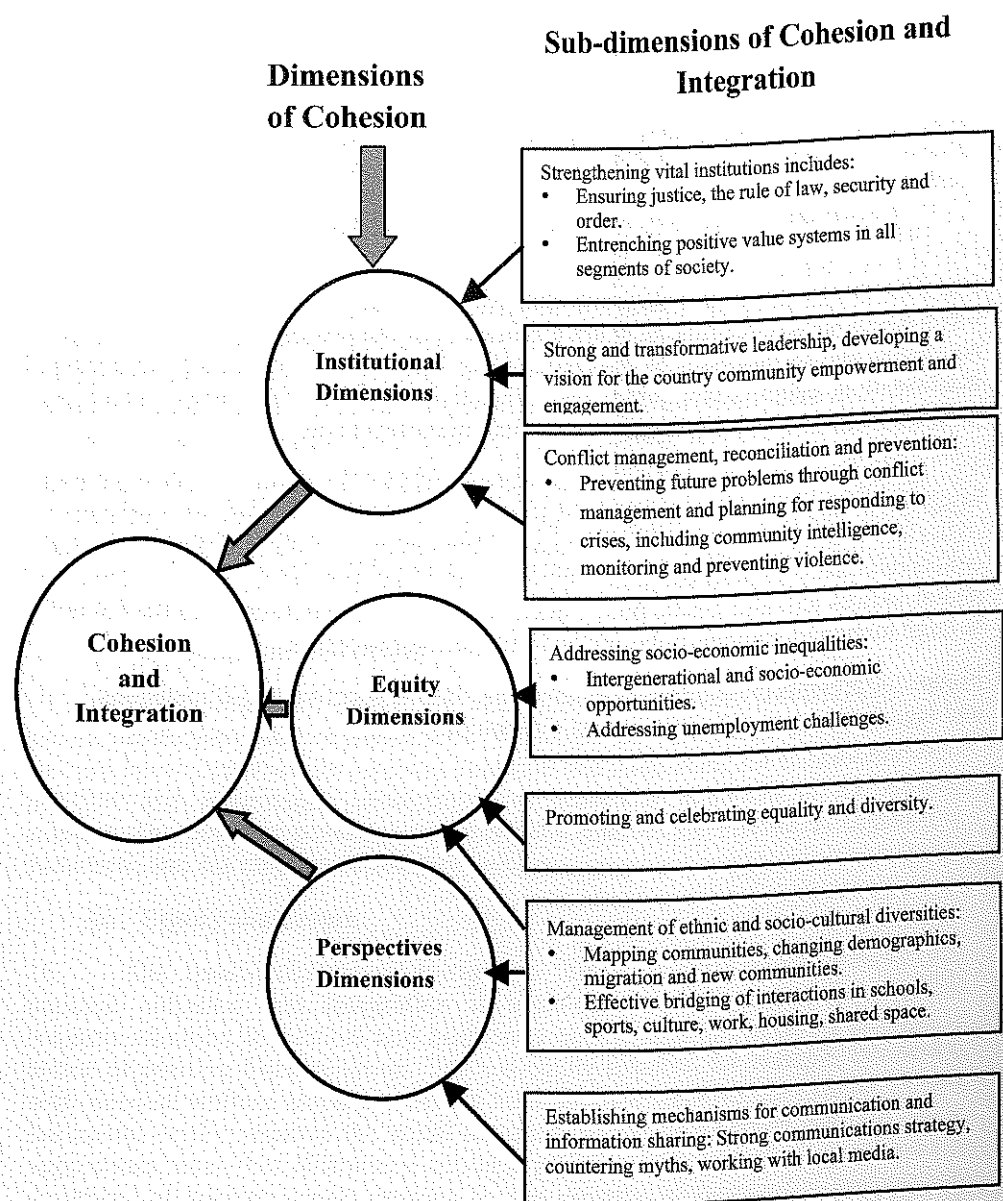 Sub-dimensions of Cohesion and
Integration
Dimensions
of Cohesion
Strengthening vital institutions includes:
• Ensuring justice, the rule of law, security and
order.
• Entrenching positive value systems in all
segments of society.
Institutional
Dimensions
Strong and transformative leadership, developing a
vision for the country community empowerment and
engagement.
Conflict management, reconciliation and prevention:
• Preventing future problems through conflict
management and planning for responding to
crises, including community intelligence,
monitoring and preventing violence.
Cohesion
and
Integration
Equity
Dimensions
Addressing socio-economic inequalities:
• Intergenerational and socio-economic
opportunities.
• Addressing unemployment challenges.
Promoting and celebrating equality and diversity.
Perspectives
Dimensions
Management of ethnic and socio-cultural diversities:
• Mapping communities, changing demographics,
migration and new communities.
• Effective bridging of interactions in schools,
sports, culture, work, housing, shared space.
Establishing mechanisms for communication and
information sharing: Strong communications strategy,
countering myths, working with local media.